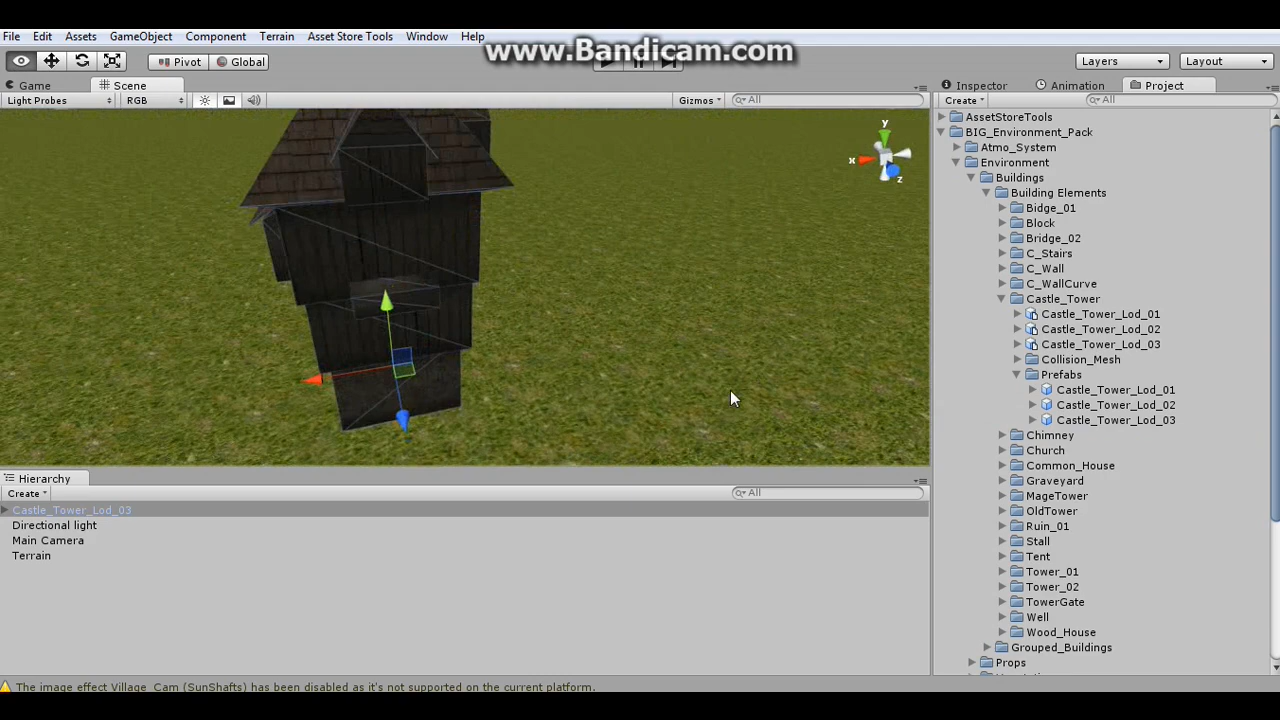 File Edit Assets GameObject Component Terrain Asset Store Tools Window Help
www.Bandicam.com
Pivot Global Layers Layout
Game Scene
Light Probes RGB Gizmos All
y
x
z
Inspector Animation Project
Create All
AssetStoreTools
BIG_Environment_Pack
Atmo_System
Environment
Buildings
Building Elements
Bidge_01
Block
Bridge_02
C_Stairs
C_Wall
C_WallCurve
Castle_Tower
Castle_Tower_Lod_01
Castle_Tower_Lod_02
Castle_Tower_Lod_03
Collision_Mesh
Prefabs
Castle_Tower_Lod_01
Castle_Tower_Lod_02
Castle_Tower_Lod_03
Chimney
Church
Common_House
Graveyard
MageTower
OldTower
Ruin_01
Stall
Tent
Tower_01
Tower_02
TowerGate
Well
Wood_House
Grouped_Buildings
Props
Hierarchy
Create All
Castle_Tower_Lod_03
Directional light
Main Camera
Terrain
The image effect Village_Cam (SunShafts) has been disabled as it's not supported on the current platform.